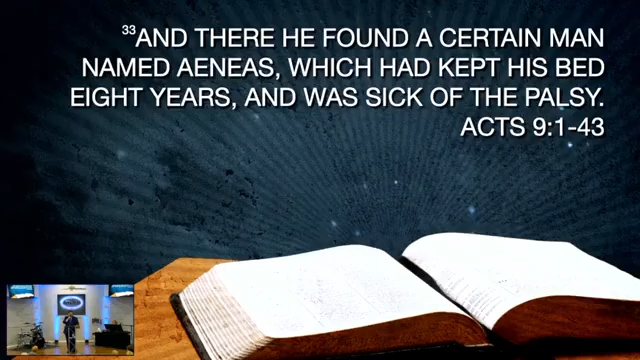 33AND THERE HE FOUND A CERTAIN MAN
NAMED AENEAS, WHICH HAD KEPT HIS BED
EIGHT YEARS, AND WAS SICK OF THE PALSY.
ACTS 9:1-43